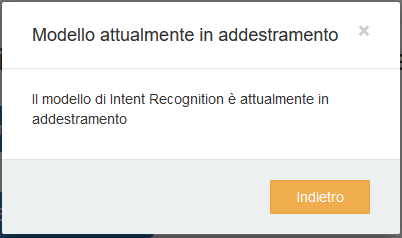 Modello attualmente in addestramento ×
Il modello di Intent Recognition è attualmente in
addestramento
Indietro